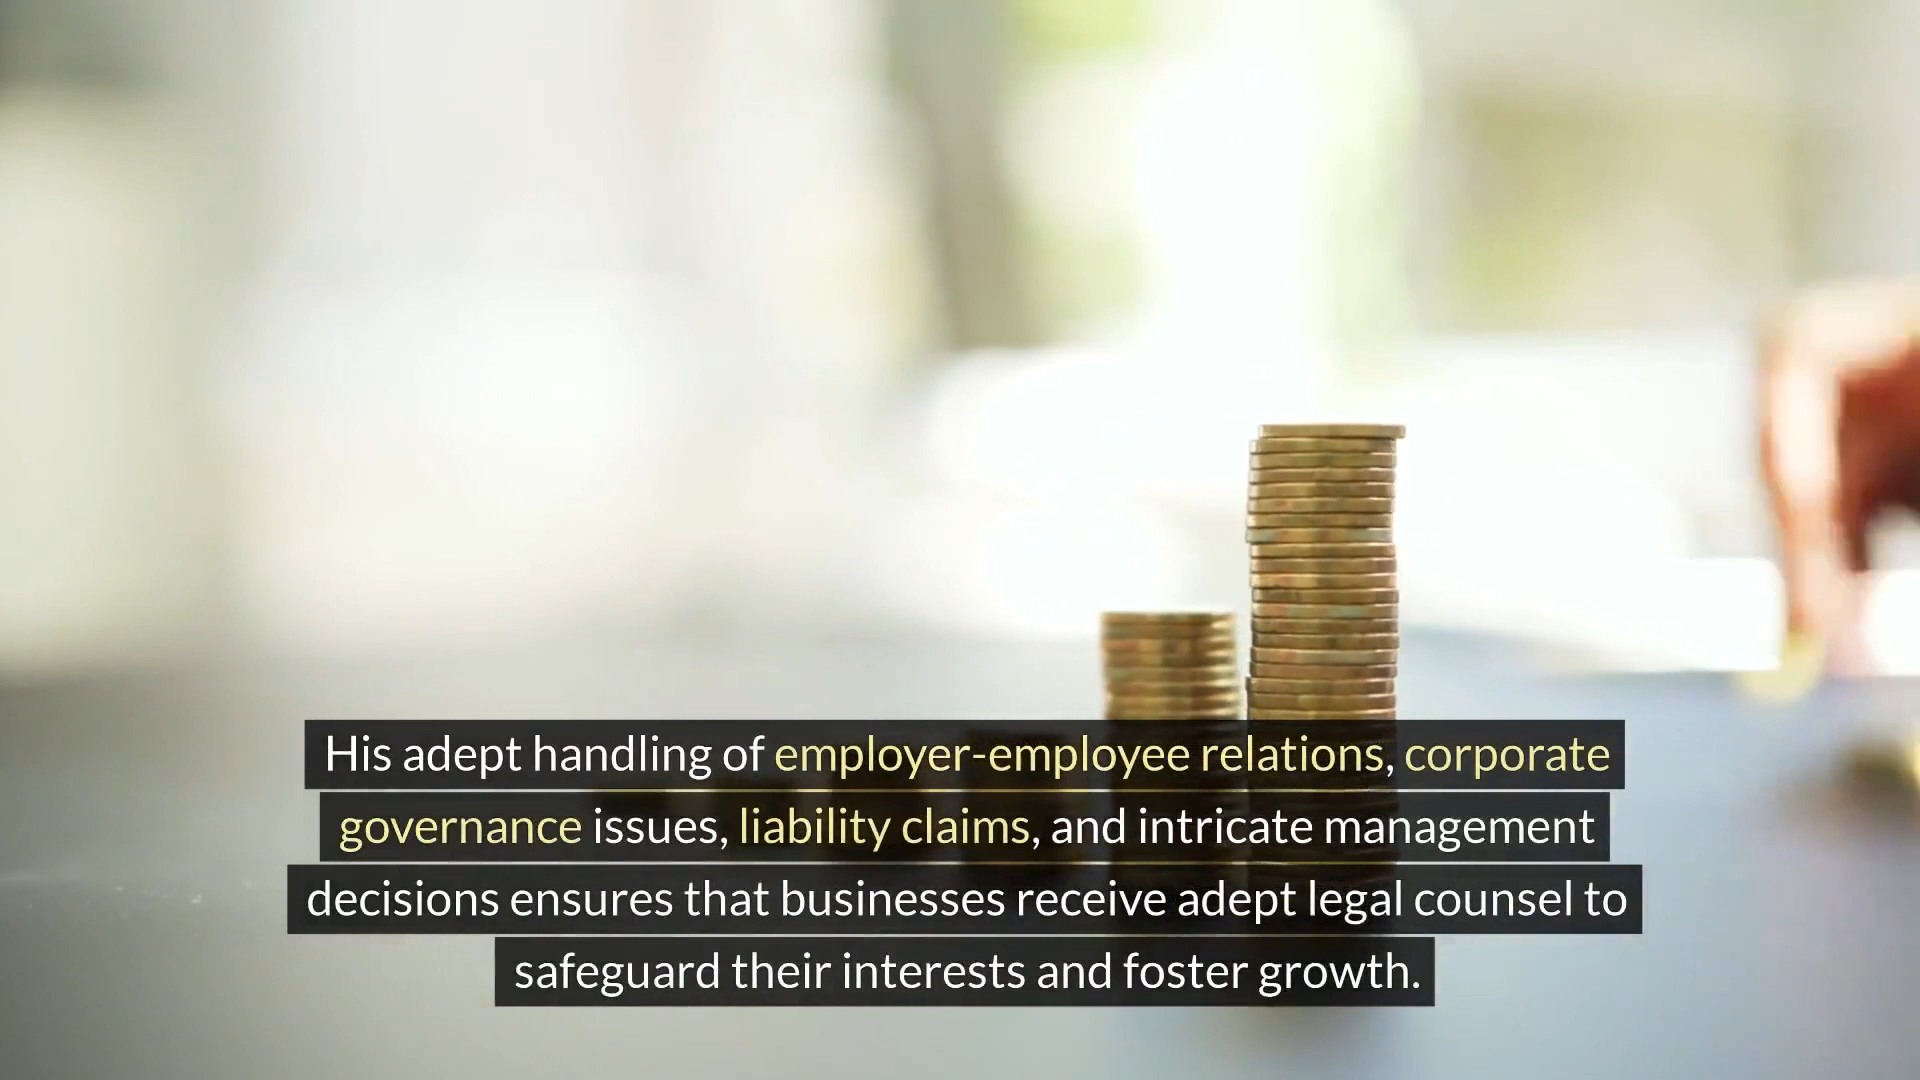 His adept handling of employer-employee relations, corporate
governance issues, liability claims, and intricate management
decisions ensures that businesses receive adept legal counsel to
safeguard their interests and foster growth.